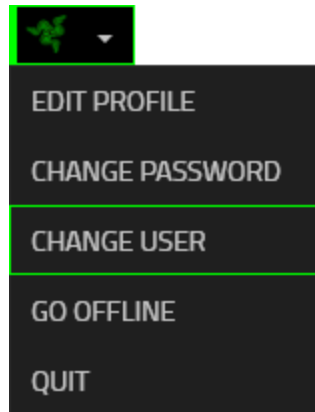 EDIT PROFILE
CHANGE PASSWORD
CHANGE USER
GO OFFLINE
QUIT